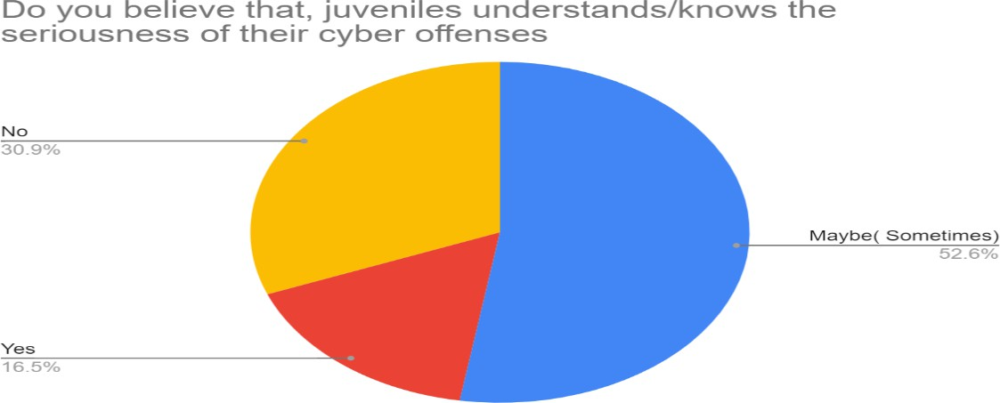 Do you believe that, juveniles understands/knows the
seriousness of their cyber offenses
No
30.9%
Maybe( Sometimes)
52.6%
Yes
16.5%